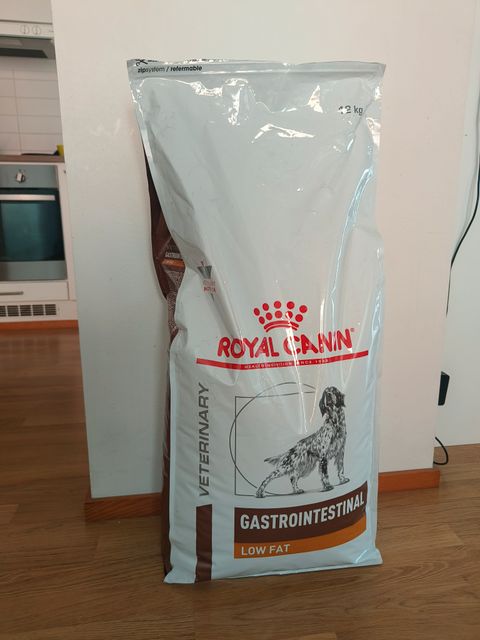 zipsystem / refermable
12 kg
ROYAL CANIN
VETERINARY
GASTROINTESTINAL
LOW FAT